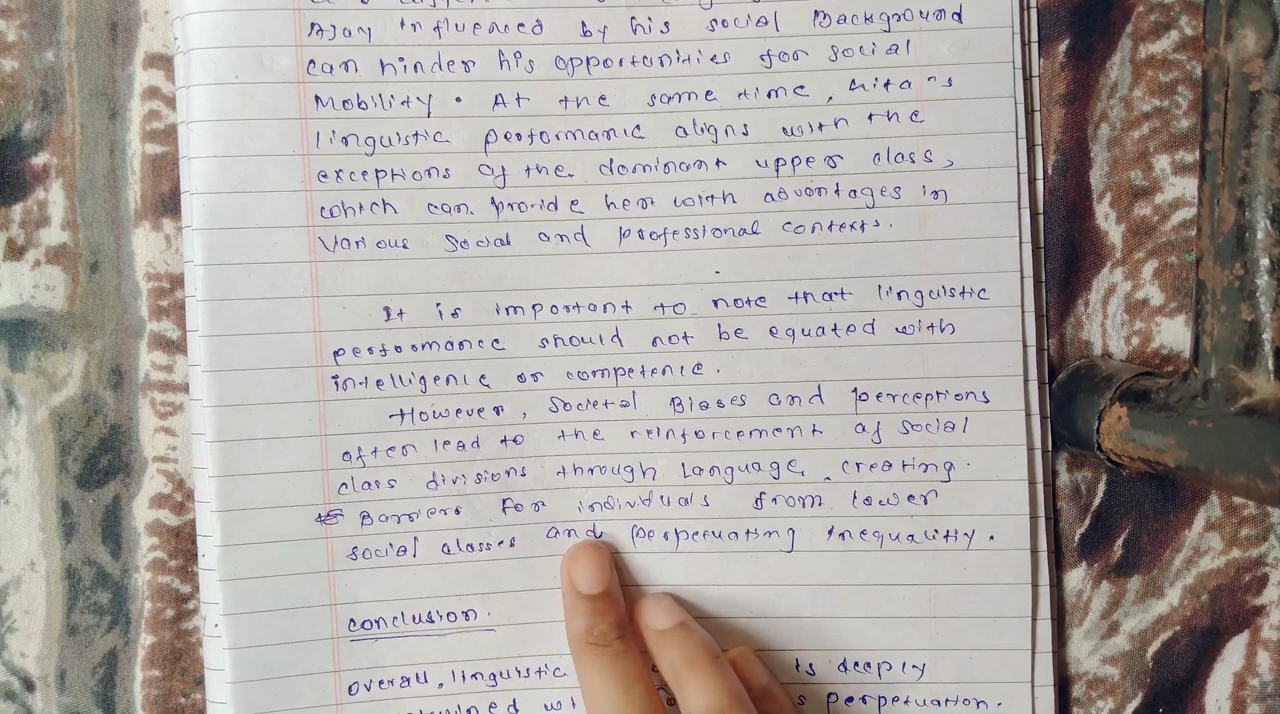 Ajay influenced by his social Background
can hinder his opportunities for social
Mobility. At the same time, Nita's
linguistic performance aligns with the
exceptions of the dominant upper class,
which can provide her with advantages in
various social and professional contexts.
It is important to note that linguistic
performance should not be equated with
intelligence or competence.
However, societal Biases and perceptions
often lead to the reinforcement of social
class divisions through Language, creating
Barriers for individuals from lower
social classes and perpetuating inequality.
conclusion.
overall, linguistic is deeply
perpetuation.